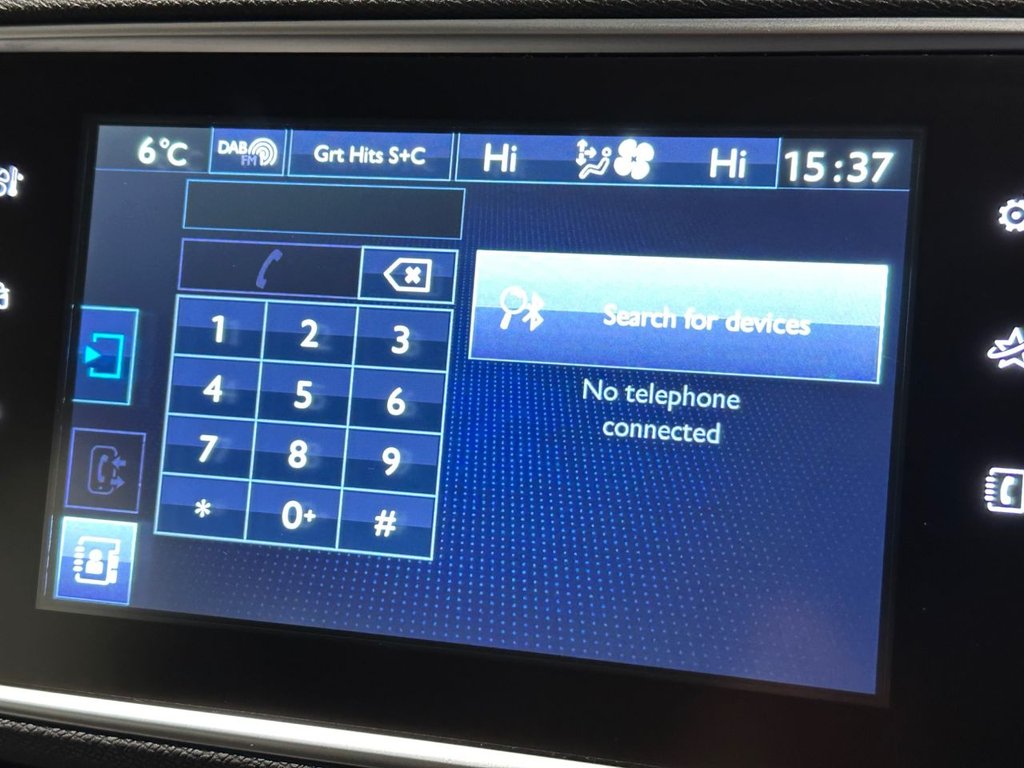 6°C DAB FM Grt Hits S+C Hi Hi 15:37
1 2 3
Search for devices
4 5 6
No telephone
connected
7 8 9
* 0+ #